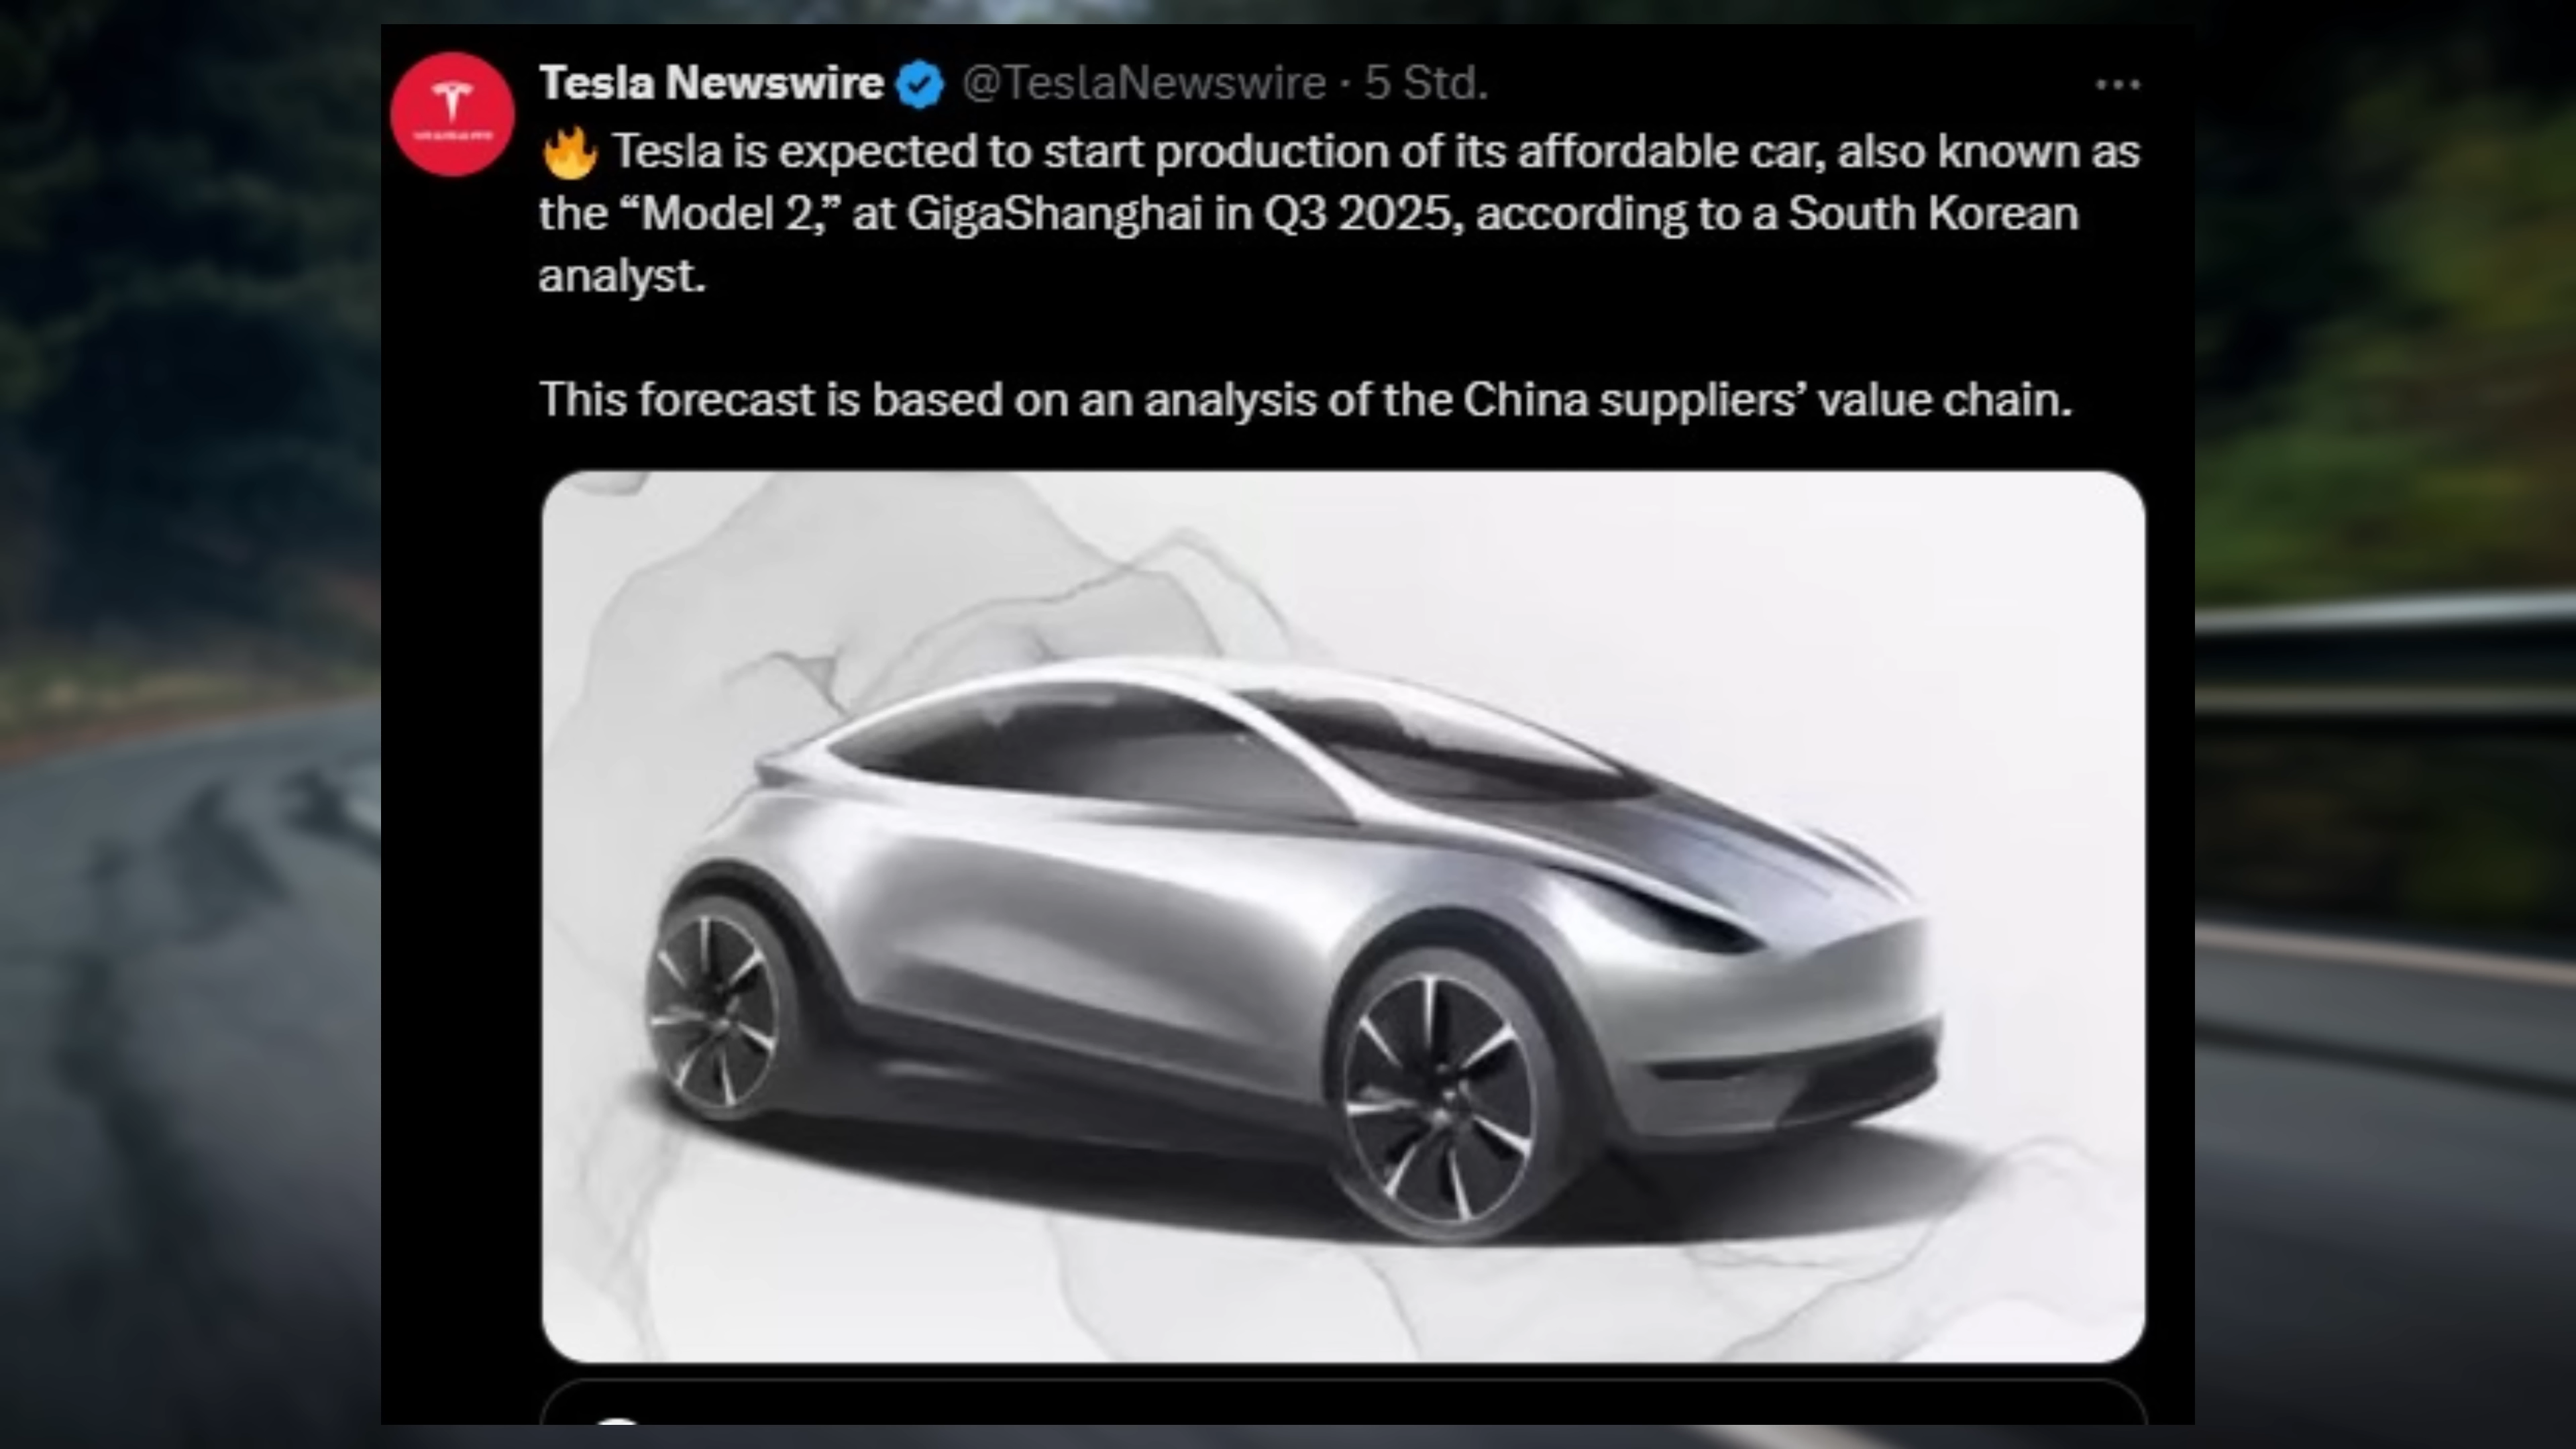 Tesla Newswire @TeslaNewswire · 5 Std.
🔥 Tesla is expected to start production of its affordable car, also known as
the “Model 2,” at GigaShanghai in Q3 2025, according to a South Korean
analyst.
This forecast is based on an analysis of the China suppliers’ value chain.